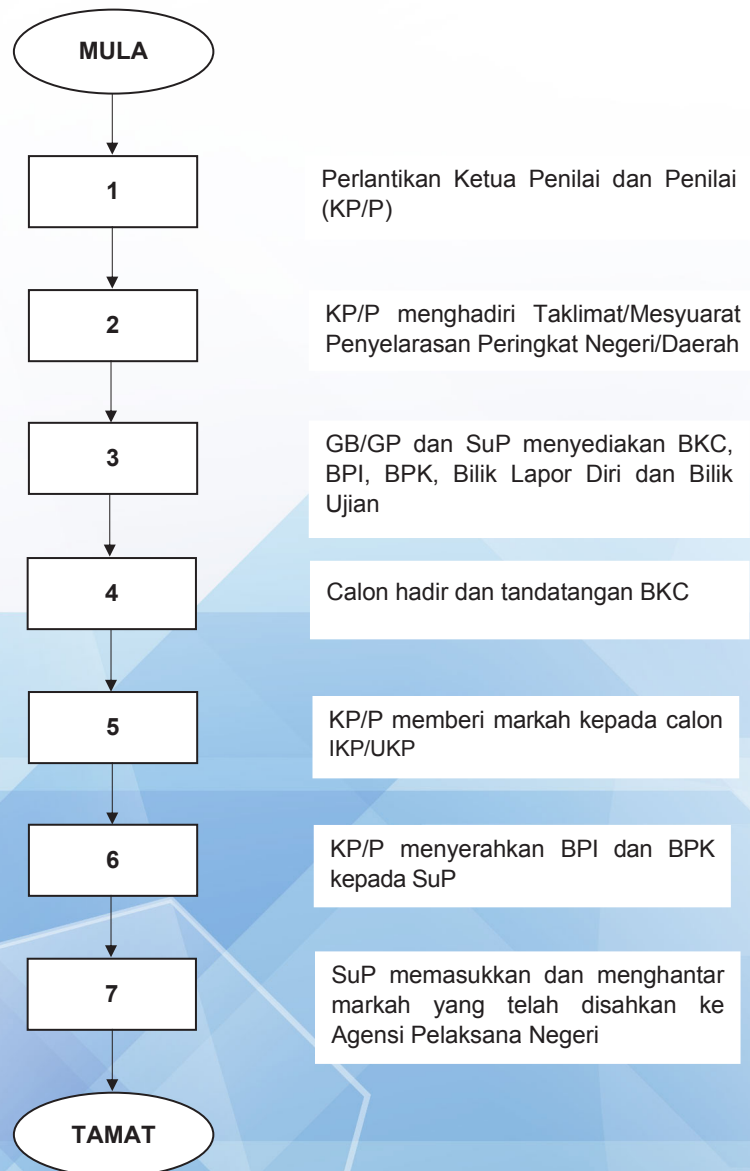 MULA
1
Perlantikan Ketua Penilai dan Penilai
(KP/P)
2
KP/P menghadiri Taklimat/Mesyuarat
Penyelarasan Peringkat Negeri/Daerah
3
GB/GP dan SuP menyediakan BKC,
BPI, BPK, Bilik Lapor Diri dan Bilik
Ujian
4
Calon hadir dan tandatangan BKC
5
KP/P memberi markah kepada calon
IKP/UKP
6
KP/P menyerahkan BPI dan BPK
kepada SuP
7
SuP memasukkan dan menghantar
markah yang telah disahkan ke
Agensi Pelaksana Negeri
TAMAT